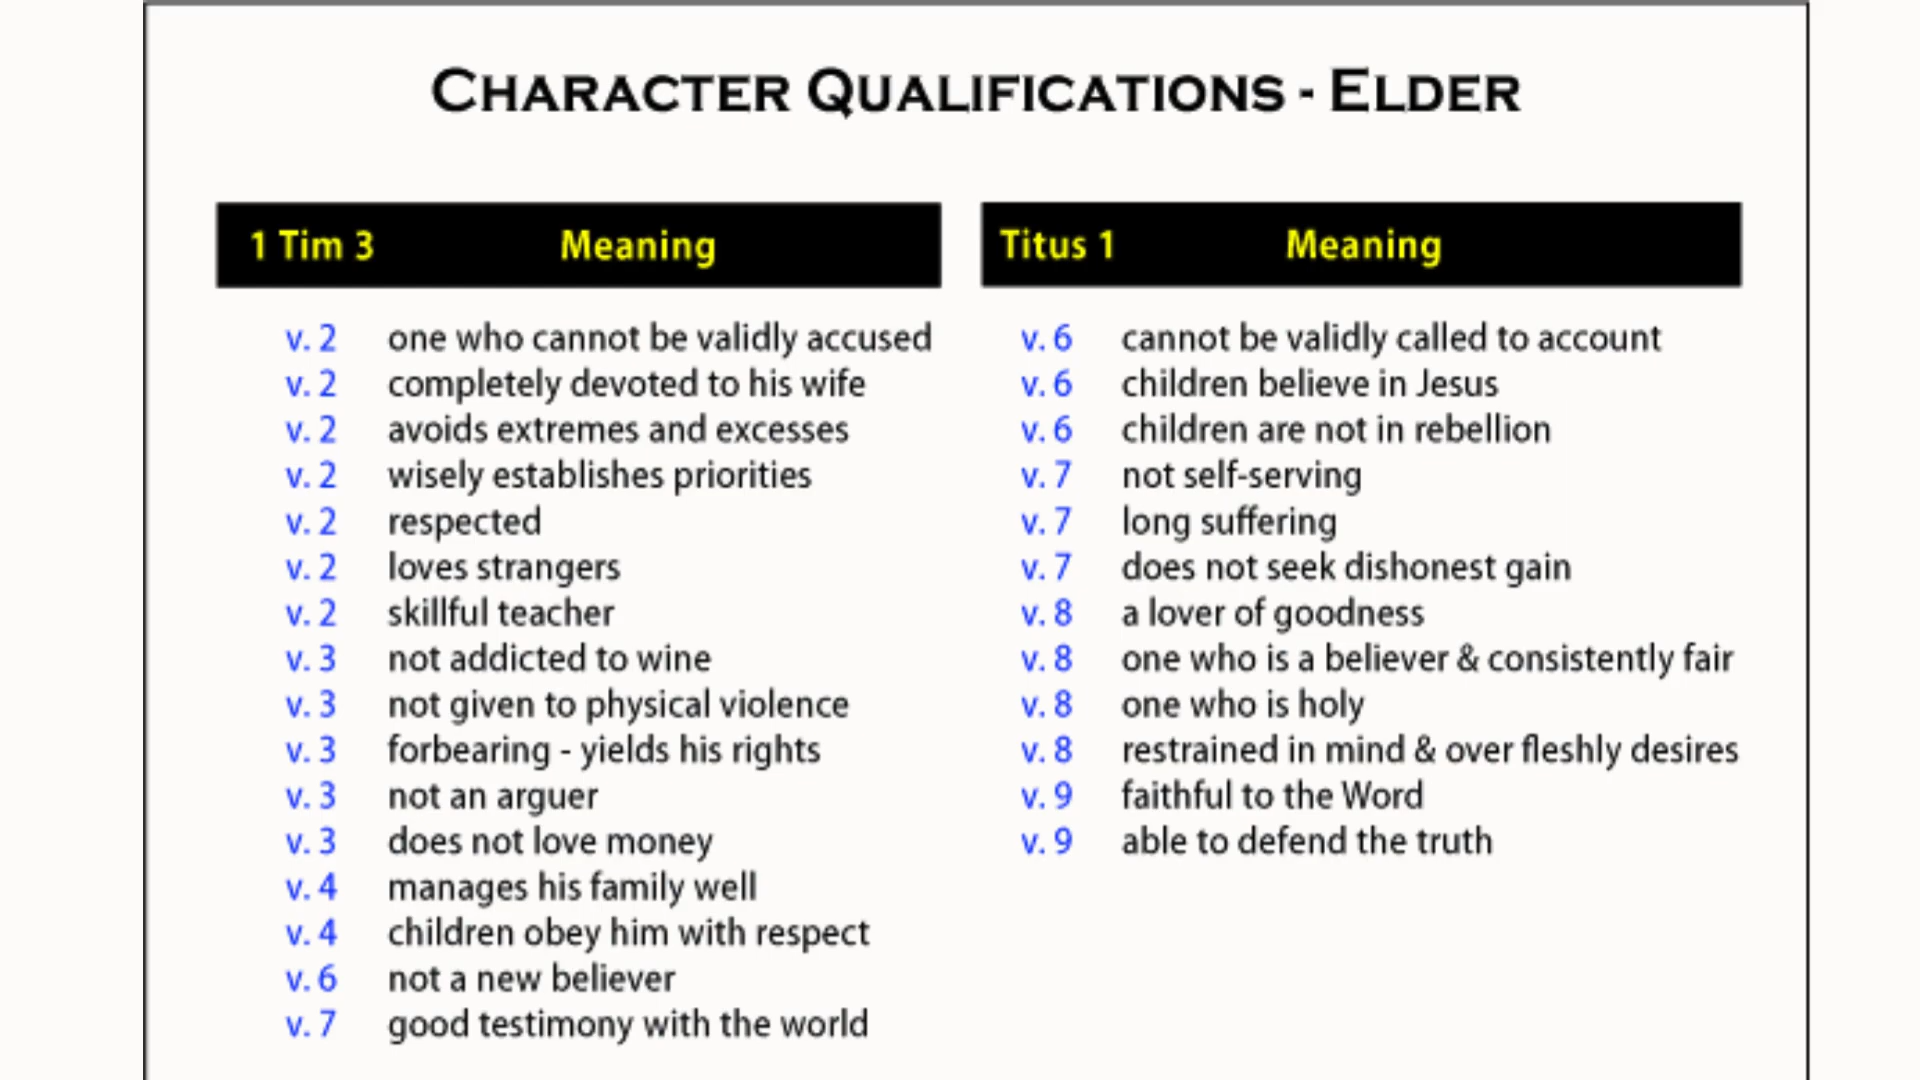 CHARACTER QUALIFICATIONS - ELDER
1 Tim 3 Meaning
v. 2 one who cannot be validly accused
v. 2 completely devoted to his wife
v. 2 avoids extremes and excesses
v. 2 wisely establishes priorities
v. 2 respected
v. 2 loves strangers
v. 2 skillful teacher
v. 3 not addicted to wine
v. 3 not given to physical violence
v. 3 forbearing - yields his rights
v. 3 not an arguer
v. 3 does not love money
v. 4 manages his family well
v. 4 children obey him with respect
v. 6 not a new believer
v. 7 good testimony with the world
Titus 1 Meaning
v. 6 cannot be validly called to account
v. 6 children believe in Jesus
v. 6 children are not in rebellion
v. 7 not self-serving
v. 7 long suffering
v. 7 does not seek dishonest gain
v. 8 a lover of goodness
v. 8 one who is a believer & consistently fair
v. 8 one who is holy
v. 8 restrained in mind & over fleshly desires
v. 9 faithful to the Word
v. 9 able to defend the truth